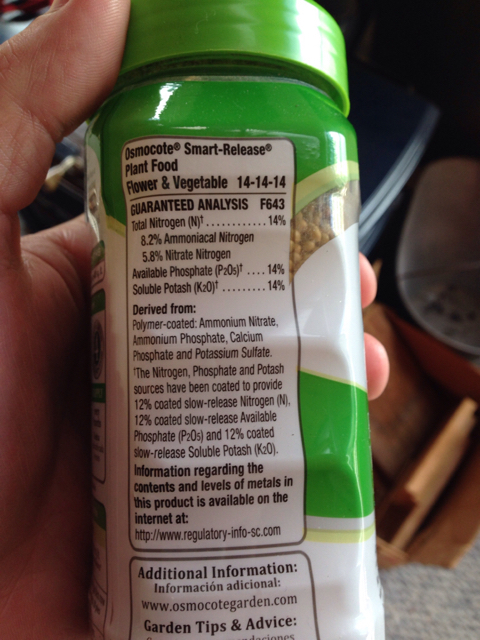 Osmocote® Smart-Release®
Plant Food
Flower & Vegetable 14-14-14
GUARANTEED ANALYSIS F643
Total Nitrogen (N)† ............... 14%
8.2% Ammoniacal Nitrogen
5.8% Nitrate Nitrogen
Available Phosphate (P2O5)† .... 14%
Soluble Potash (K2O)† ......... 14%
Derived from:
Polymer-coated: Ammonium Nitrate,
Ammonium Phosphate, Calcium
Phosphate and Potassium Sulfate.
†The Nitrogen, Phosphate and Potash
sources have been coated to provide
12% coated slow-release Nitrogen (N),
12% coated slow-release Available
Phosphate (P2O5) and 12% coated
slow-release Soluble Potash (K2O).
Information regarding the
contents and levels of metals in
this product is available on the
internet at:
http://www.regulatory-info-sc.com
Additional Information:
Información adicional:
www.osmocotegarden.com
Garden Tips & Advice: